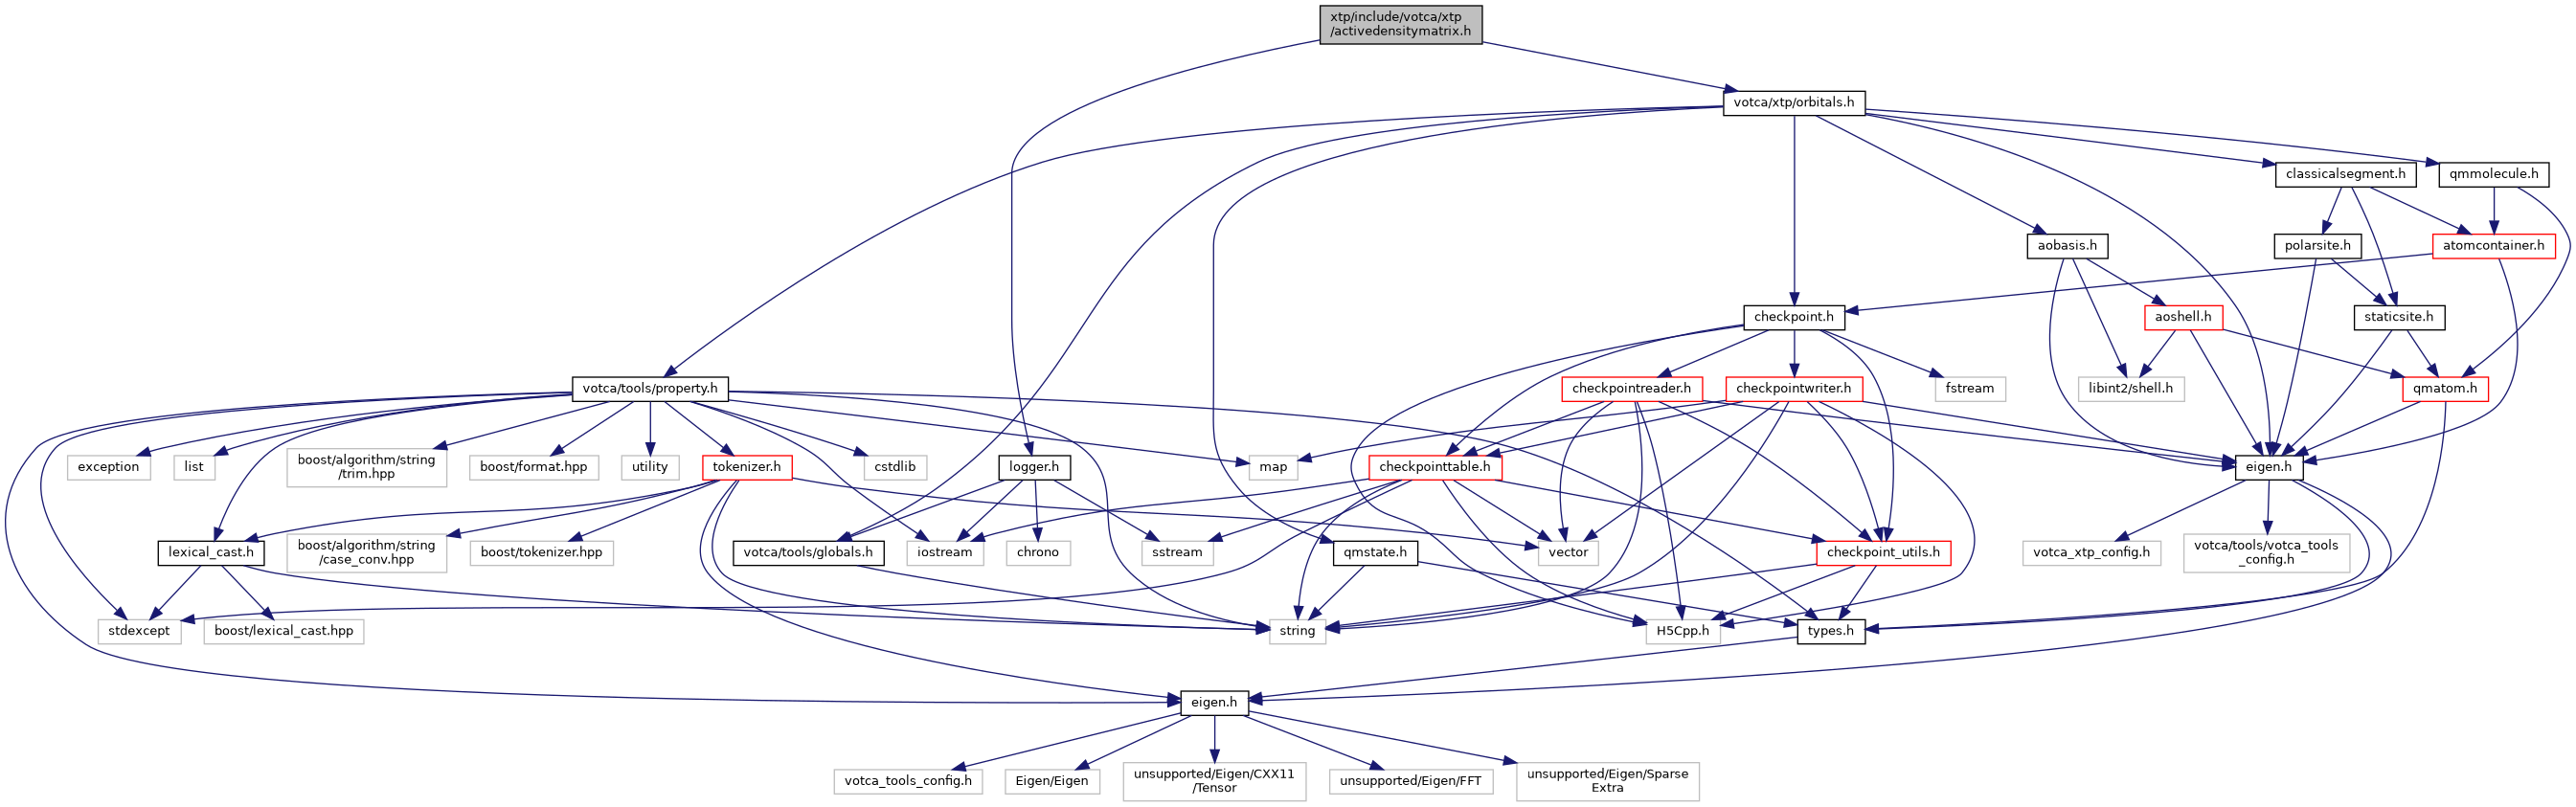 xtp/include/votca/xtp
/activedensitymatrix.h
votca/xtp/orbitals.h
classicalsegment.h
qmmolecule.h
aobasis.h
polarsite.h
atomcontainer.h
checkpoint.h
aoshell.h
staticsite.h
votca/tools/property.h
checkpointreader.h
checkpointwriter.h
fstream
libint2/shell.h
qmatom.h
exception
list
boost/algorithm/string
/trim.hpp
boost/format.hpp
utility
tokenizer.h
cstdlib
logger.h
map
checkpointtable.h
eigen.h
lexical_cast.h
boost/algorithm/string
/case_conv.hpp
boost/tokenizer.hpp
votca/tools/globals.h
iostream
chrono
sstream
qmstate.h
vector
checkpoint_utils.h
votca_xtp_config.h
votca/tools/votca_tools
_config.h
stdexcept
boost/lexical_cast.hpp
string
H5Cpp.h
types.h
eigen.h
votca_tools_config.h
Eigen/Eigen
unsupported/Eigen/CXX11
/Tensor
unsupported/Eigen/FFT
unsupported/Eigen/Sparse
Extra